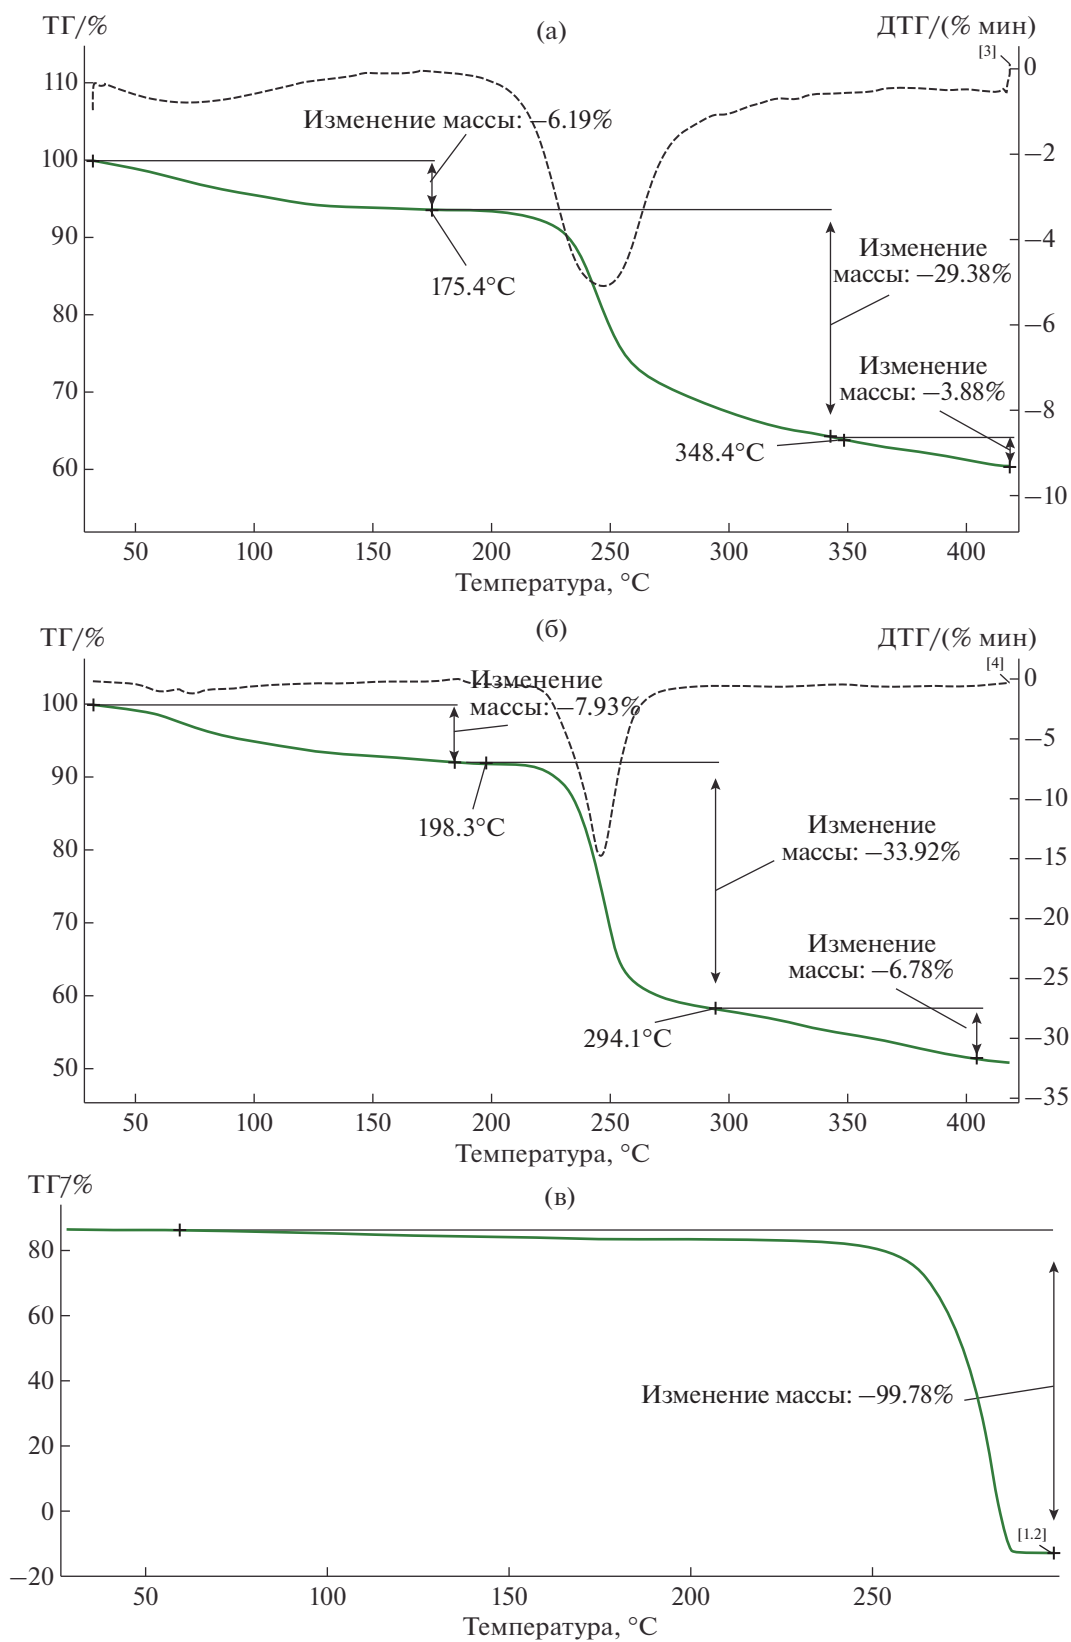 ТГ/%
(а)
ДТГ/(% мин)
[3]
0
110
Изменение массы: –6.19%
100
–2
90
–4
Изменение
массы: –29.38%
175.4°C
80
–6
Изменение
массы: –3.88%
70
–8
348.4°C
60
–10
50 100 150 200 250 300 350 400
Температура, °C
(б)
ТГ/%
ДТГ/(% мин)
[4]
0
Изменение
массы: –7.93%
100
–5
90
–10
198.3°C
Изменение
массы: –33.92%
80
–15
70
–20
Изменение
массы: –6.78%
60
–25
294.1°C
–30
50
–35
50 100 150 200 250 300 350 400
Температура, °C
ТГ/%
(в)
80
60
40
Изменение массы: –99.78%
20
0
[1.2]
–20
50 100 150 200 250
Температура, °C